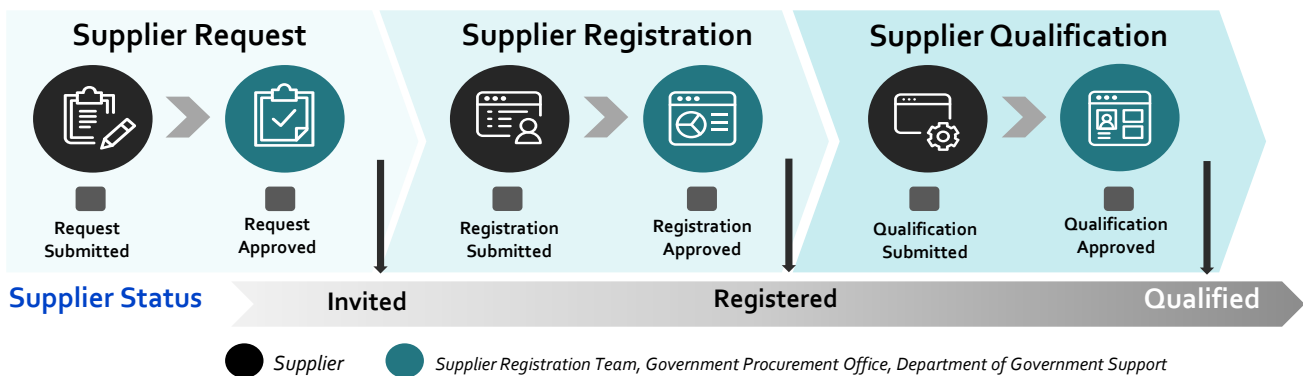 Supplier Request
Supplier Registration
Supplier Qualification
Request
Submitted
Request
Approved
Registration
Submitted
Registration
Approved
Qualification
Submitted
Qualification
Approved
Supplier Status
Invited
Registered
Qualified
Supplier
Supplier Registration Team, Government Procurement Office, Department of Government Support